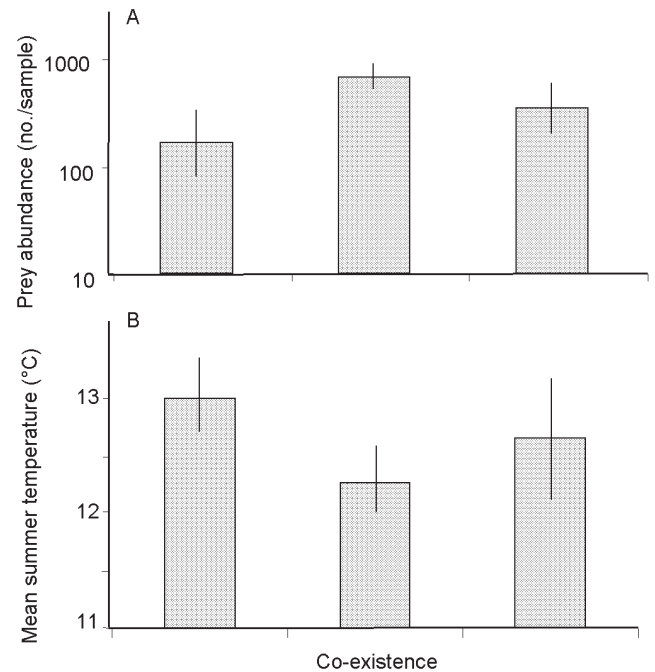 A
Prey abundance (no./sample)
1000
100
10
B
Mean summer temperature (°C)
13
12
11
Co-existence